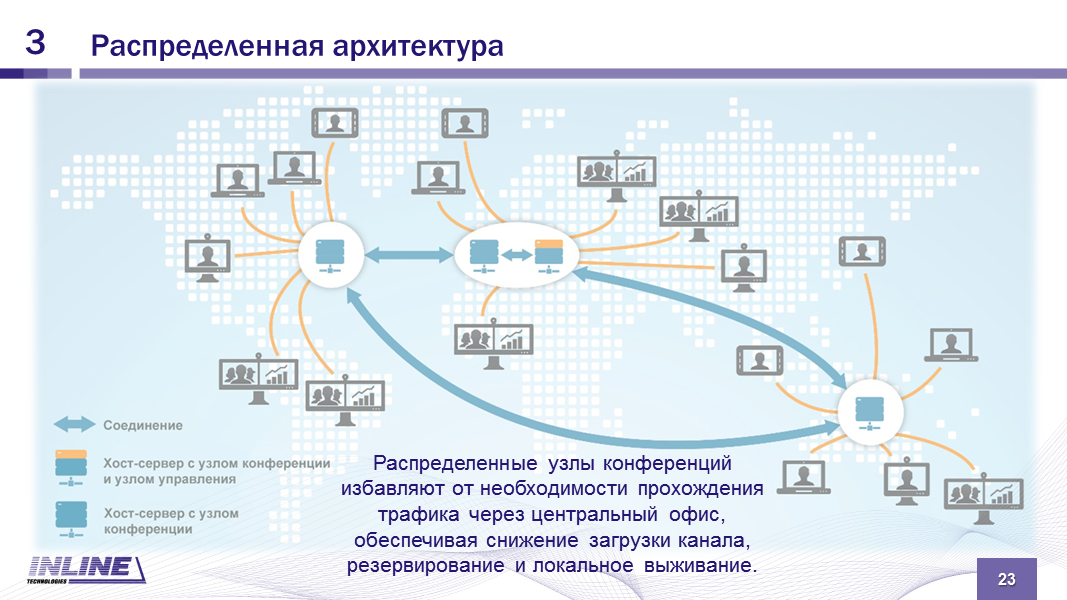 3
Распределенная архитектура
Соединение
Хост-сервер с узлом конференции
и узлом управления
Хост-сервер с узлом
конференции
Распределенные узлы конференций
избавляют от необходимости прохождения
трафика через центральный офис,
обеспечивая снижение загрузки канала,
резервирование и локальное выживание.
INLINE
TECHNOLOGIES
23